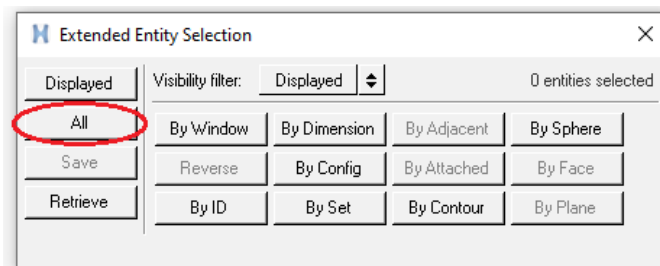 Extended Entity Selection
Displayed Visibility filter: Displayed 0 entities selected
All By Window By Dimension By Adjacent By Sphere
Save Reverse By Config By Attached By Face
Retrieve By ID By Set By Contour By Plane